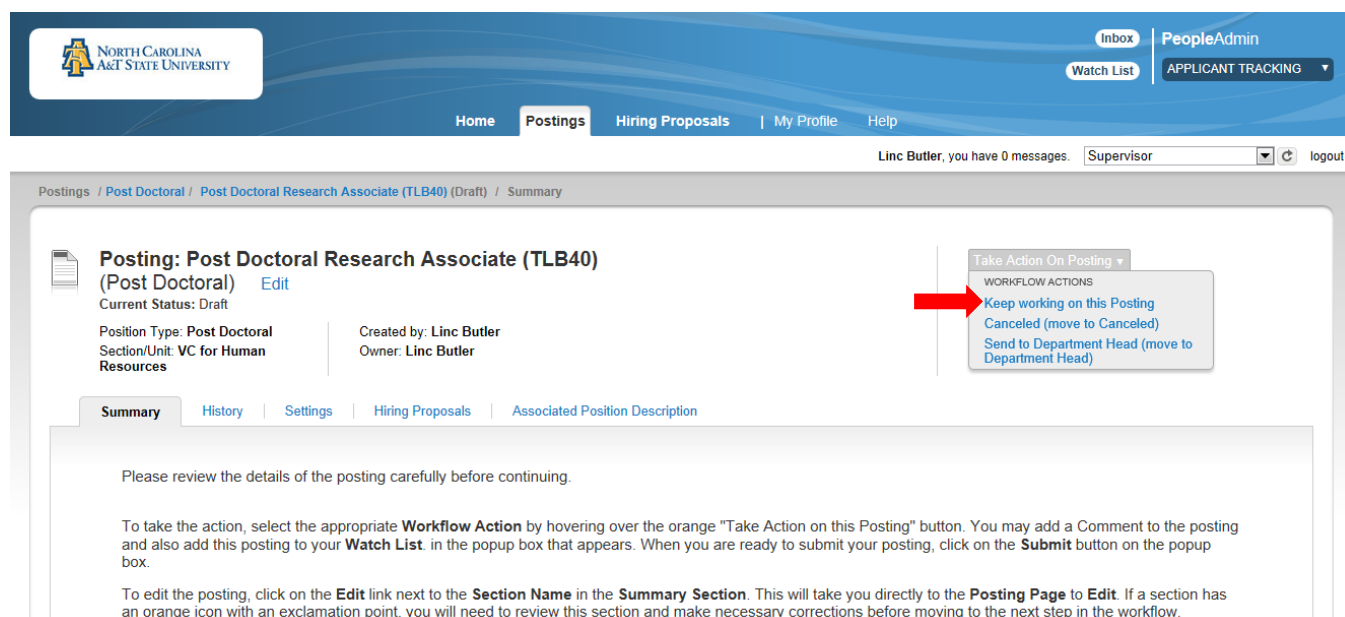 NORTH CAROLINA
A&T STATE UNIVERSITY
Inbox
PeopleAdmin
Watch List
APPLICANT TRACKING
Home Postings Hiring Proposals | My Profile Help
Linc Butler, you have 0 messages. Supervisor logout
Postings / Post Doctoral / Post Doctoral Research Associate (TLB40) (Draft) / Summary
Posting: Post Doctoral Research Associate (TLB40)
(Post Doctoral) Edit
Current Status: Draft
Position Type: Post Doctoral
Section/Unit: VC for Human
Resources
Created by: Linc Butler
Owner: Linc Butler
Take Action On Posting
WORKFLOW ACTIONS
Keep working on this Posting
Canceled (move to Canceled)
Send to Department Head (move to
Department Head)
Summary History Settings Hiring Proposals Associated Position Description
Please review the details of the posting carefully before continuing.
To take the action, select the appropriate Workflow Action by hovering over the orange "Take Action on this Posting" button. You may add a Comment to the posting
and also add this posting to your Watch List. in the popup box that appears. When you are ready to submit your posting, click on the Submit button on the popup
box.
To edit the posting, click on the Edit link next to the Section Name in the Summary Section. This will take you directly to the Posting Page to Edit. If a section has
an orange icon with an exclamation point, you will need to review this section and make necessary corrections before moving to the next step in the workflow.